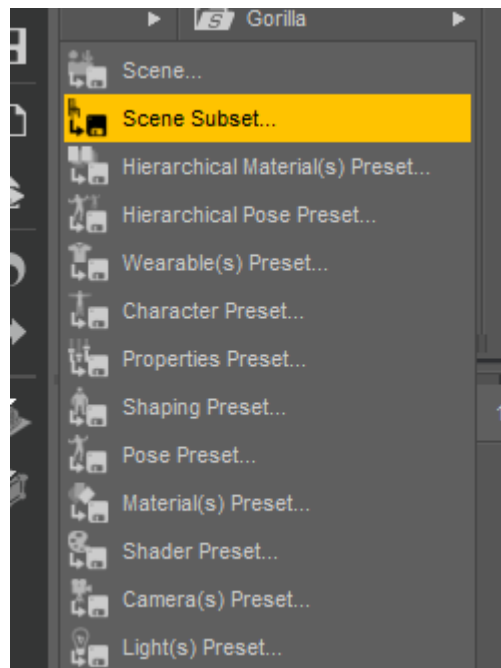 Gorilla
Scene...
Scene Subset...
Hierarchical Material(s) Preset...
Hierarchical Pose Preset...
Wearable(s) Preset...
Character Preset...
Properties Preset...
Shaping Preset...
Pose Preset...
Material(s) Preset...
Shader Preset...
Camera(s) Preset...
Light(s) Preset...